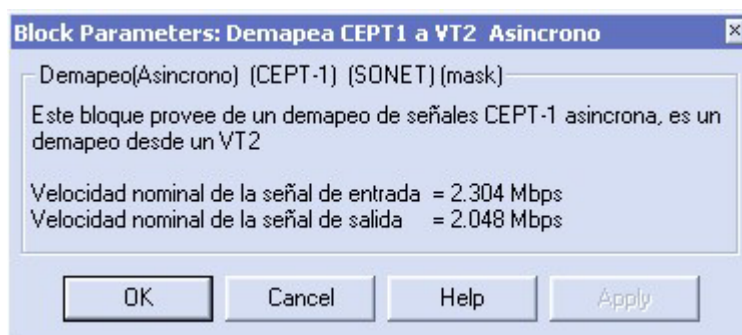 Block Parameters: Demapea CEPT1 a VT2 Asincrono
Demapeo(Asincrono) (CEPT-1) (SONET) (mask)
Este bloque provee de un demapeo de señales CEPT-1 asincrona, es un
demapeo desde un VT2
Velocidad nominal de la señal de entrada = 2.304 Mbps
Velocidad nominal de la señal de salida = 2.048 Mbps
OK Cancel Help Apply